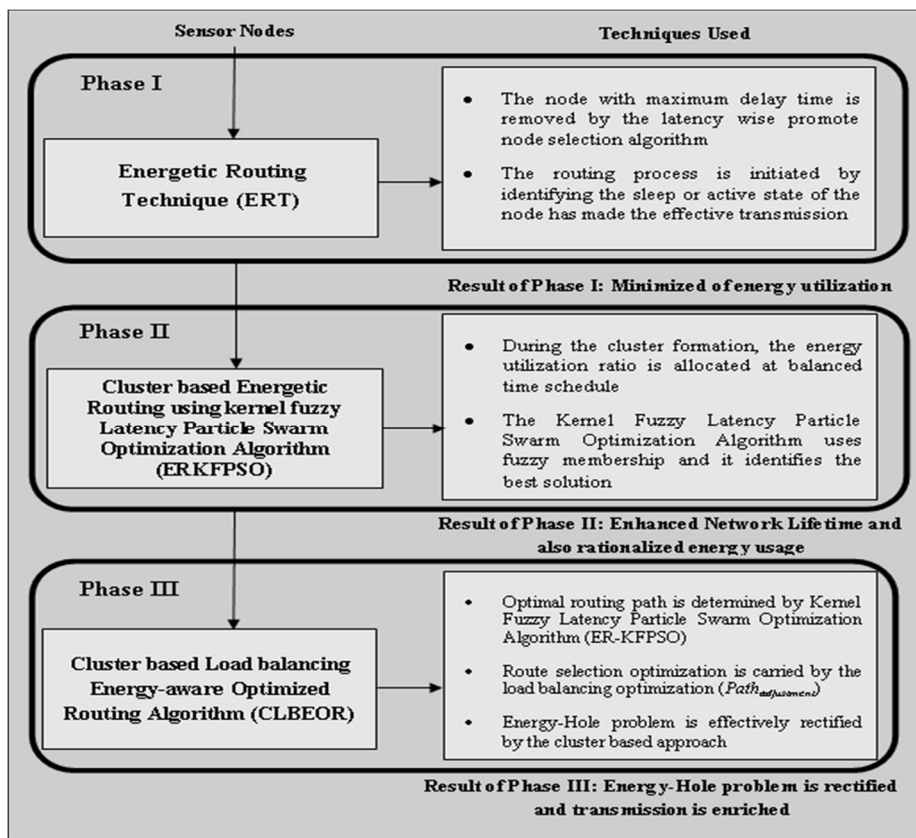 Sensor Nodes
Techniques Used
Phase I
Energetic Routing
Technique (ERT)
• The node with maximum delay time is
removed by the latency wise promote
node selection algorithm
• The routing process is initiated by
identifying the sleep or active state of the
node has made the effective transmission
Result of Phase I: Minimized of energy utilization
Phase II
Cluster based Energetic
Routing using kernel fuzzy
Latency Particle Swarm
Optimization Algorithm
(ERKFPSO)
• During the cluster formation, the energy
utilization ratio is allocated at balanced
time schedule
• The Kernel Fuzzy Latency Particle
Swarm Optimization Algorithm uses
fuzzy membership and it identifies the
best solution
Result of Phase II: Enhanced Network Lifetime and
also rationalized energy usage
Phase III
Cluster based Load balancing
Energy-aware Optimized
Routing Algorithm (CLBEOR)
• Optimal routing path is determined by Kernel
Fuzzy Latency Particle Swarm Optimization
Algorithm (ER-KFPSO)
• Route selection optimization is carried by the
load balancing optimization (Path adjustment)
• Energy-Hole problem is effectively rectified
by the cluster based approach
Result of Phase III: Energy-Hole problem is rectified
and transmission is enriched